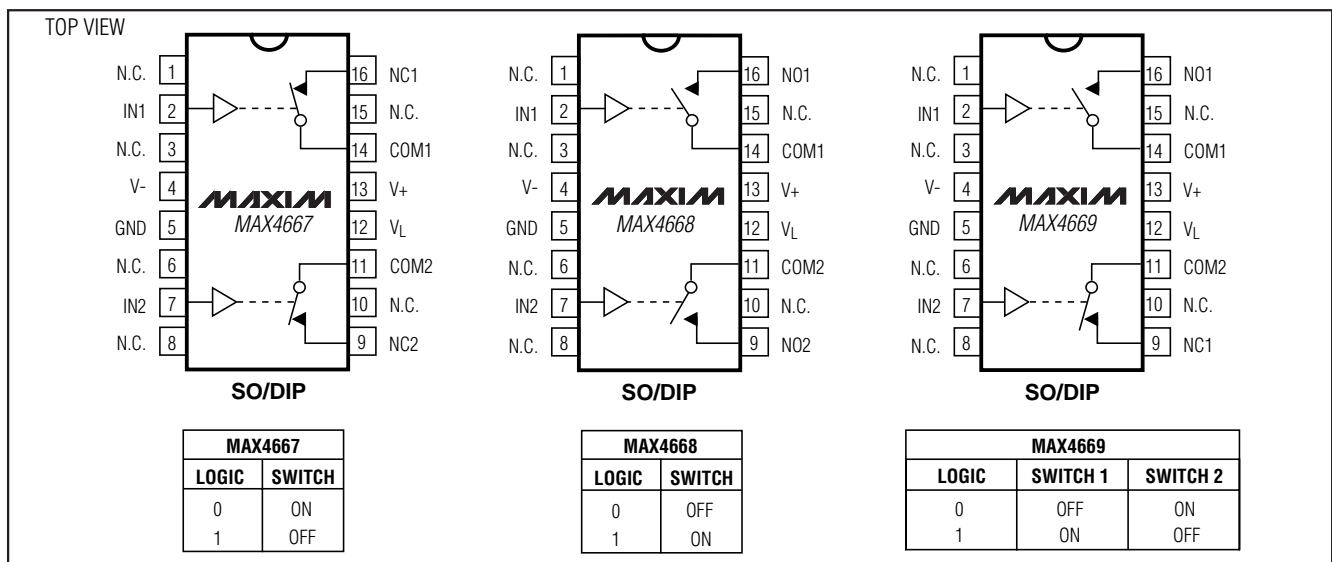 TOP VIEW
N.C. 1 16 NC1
IN1 2 15 N.C.
N.C. 3 14 COM1
V- 4 13 V+
GND 5 12 VL
N.C. 6 11 COM2
IN2 7 10 N.C.
N.C. 8 9 NC2
MAXIM
MAX4667
SO/DIP
N.C. 1 16 NO1
IN1 2 15 N.C.
N.C. 3 14 COM1
V- 4 13 V+
GND 5 12 VL
N.C. 6 11 COM2
IN2 7 10 N.C.
N.C. 8 9 NO2
MAXIM
MAX4668
SO/DIP
N.C. 1 16 NO1
IN1 2 15 N.C.
N.C. 3 14 COM1
V- 4 13 V+
GND 5 12 VL
N.C. 6 11 COM2
IN2 7 10 N.C.
N.C. 8 9 NC1
MAXIM
MAX4669
SO/DIP
MAX4667
LOGIC SWITCH
0 ON
1 OFF
MAX4668
LOGIC SWITCH
0 OFF
1 ON
MAX4669
LOGIC SWITCH 1 SWITCH 2
0 OFF ON
1 ON OFF